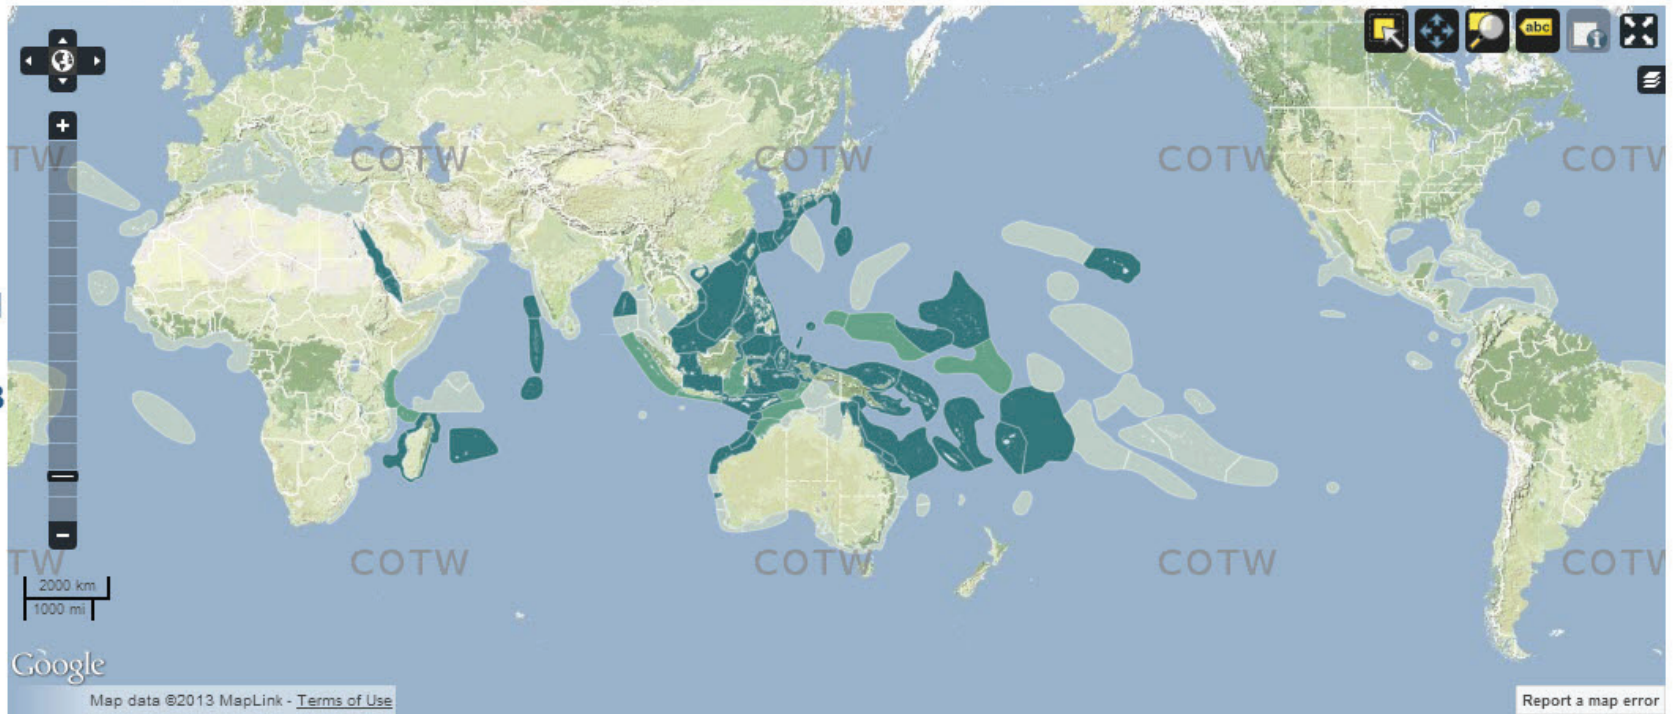 abc
TW COTW COTW COTW COTW
TW COTW COTW COTW COTW
2000 km
1000 mi
Google
Map data ©2013 MapLink - Terms of Use
Report a map error